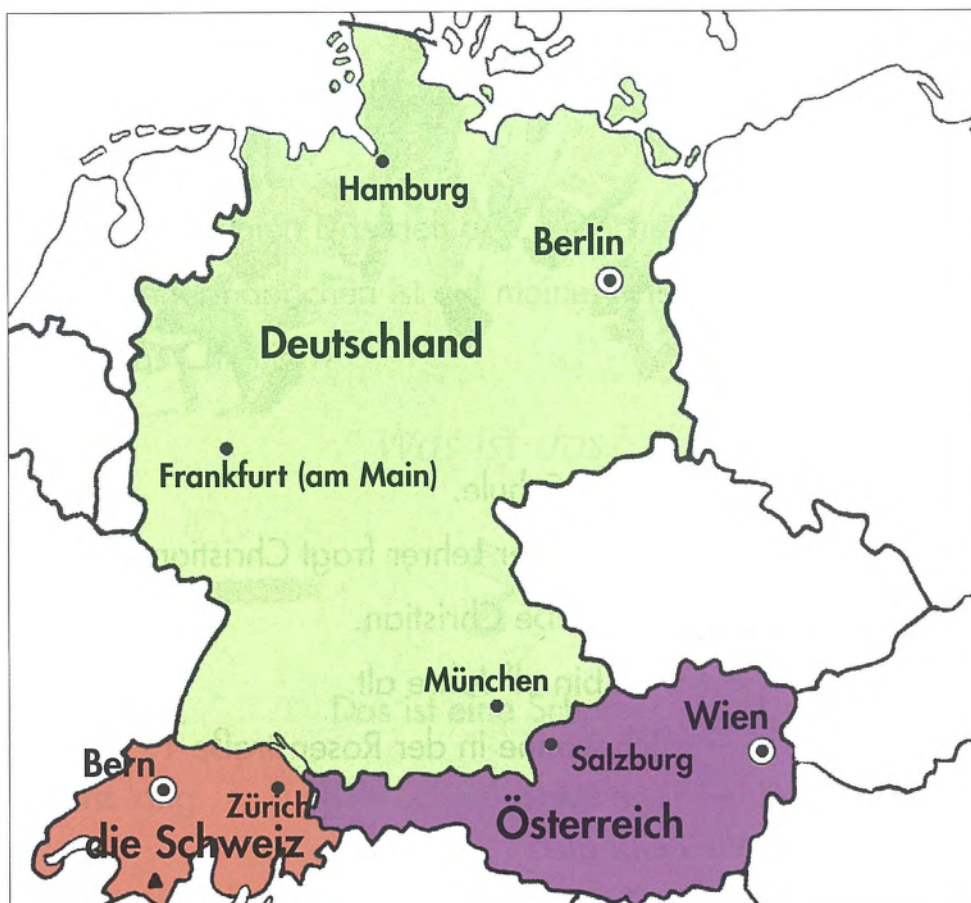 Hamburg
Berlin
Deutschland
Frankfurt (am Main)
München
Wien
Salzburg
Bern
Zürich
Österreich
die Schweiz